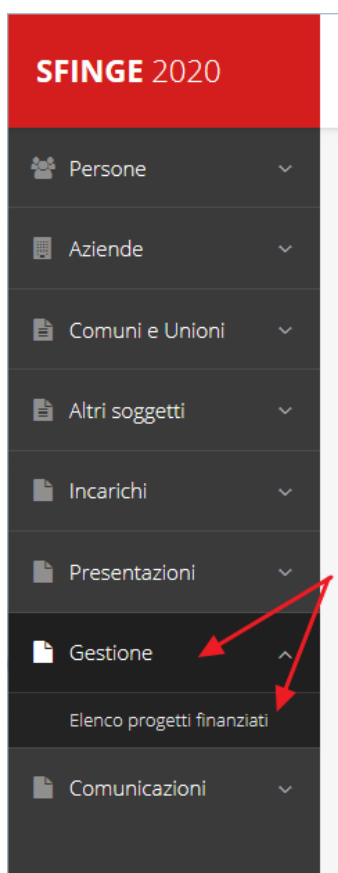 SFINGE 2020
Persone
Aziende
Comuni e Unioni
Altri soggetti
Incarichi
Presentazioni
Gestione
Elenco progetti finanziati
Comunicazioni